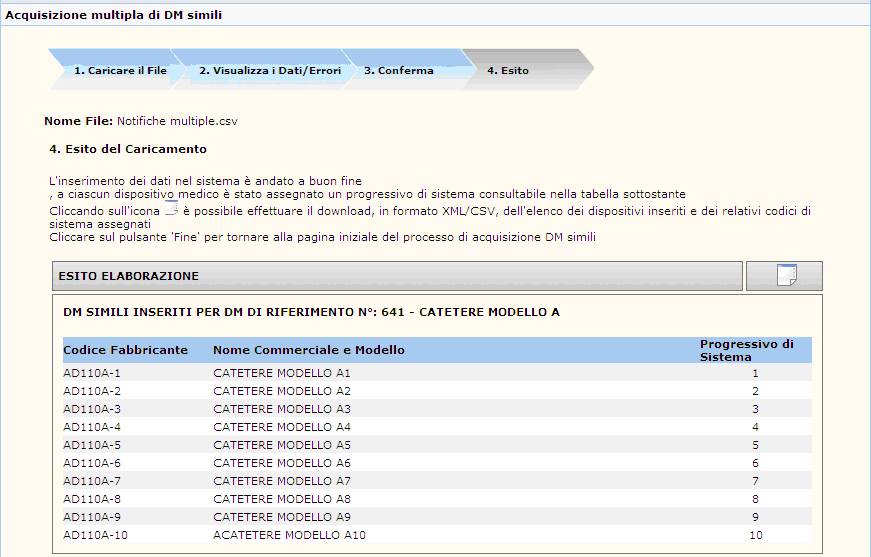 Acquisizione multipla di DM simili
1. Caricare il File 2. Visualizza i Dati/Errori 3. Conferma 4. Esito
Nome File: Notifiche multiple.csv
4. Esito del Caricamento
L'inserimento dei dati nel sistema è andato a buon fine
, a ciascun dispositivo medico è stato assegnato un progressivo di sistema consultabile nella tabella sottostante
Cliccando sull'icona è possibile effettuare il download, in formato XML/CSV, dell'elenco dei dispositivi inseriti e dei relativi codici di
sistema assegnati
Cliccare sul pulsante 'Fine' per tornare alla pagina iniziale del processo di acquisizione DM simili
ESITO ELABORAZIONE
DM SIMILI INSERITI PER DM DI RIFERIMENTO N°: 641 - CATETERE MODELLO A
Codice Fabbricante Nome Commerciale e Modello Progressivo di
Sistema
AD110A-1 CATETERE MODELLO A1 1
AD110A-2 CATETERE MODELLO A2 2
AD110A-3 CATETERE MODELLO A3 3
AD110A-4 CATETERE MODELLO A4 4
AD110A-5 CATETERE MODELLO A5 5
AD110A-6 CATETERE MODELLO A6 6
AD110A-7 CATETERE MODELLO A7 7
AD110A-8 CATETERE MODELLO A8 8
AD110A-9 CATETERE MODELLO A9 9
AD110A-10 ACATETERE MODELLO A10 10